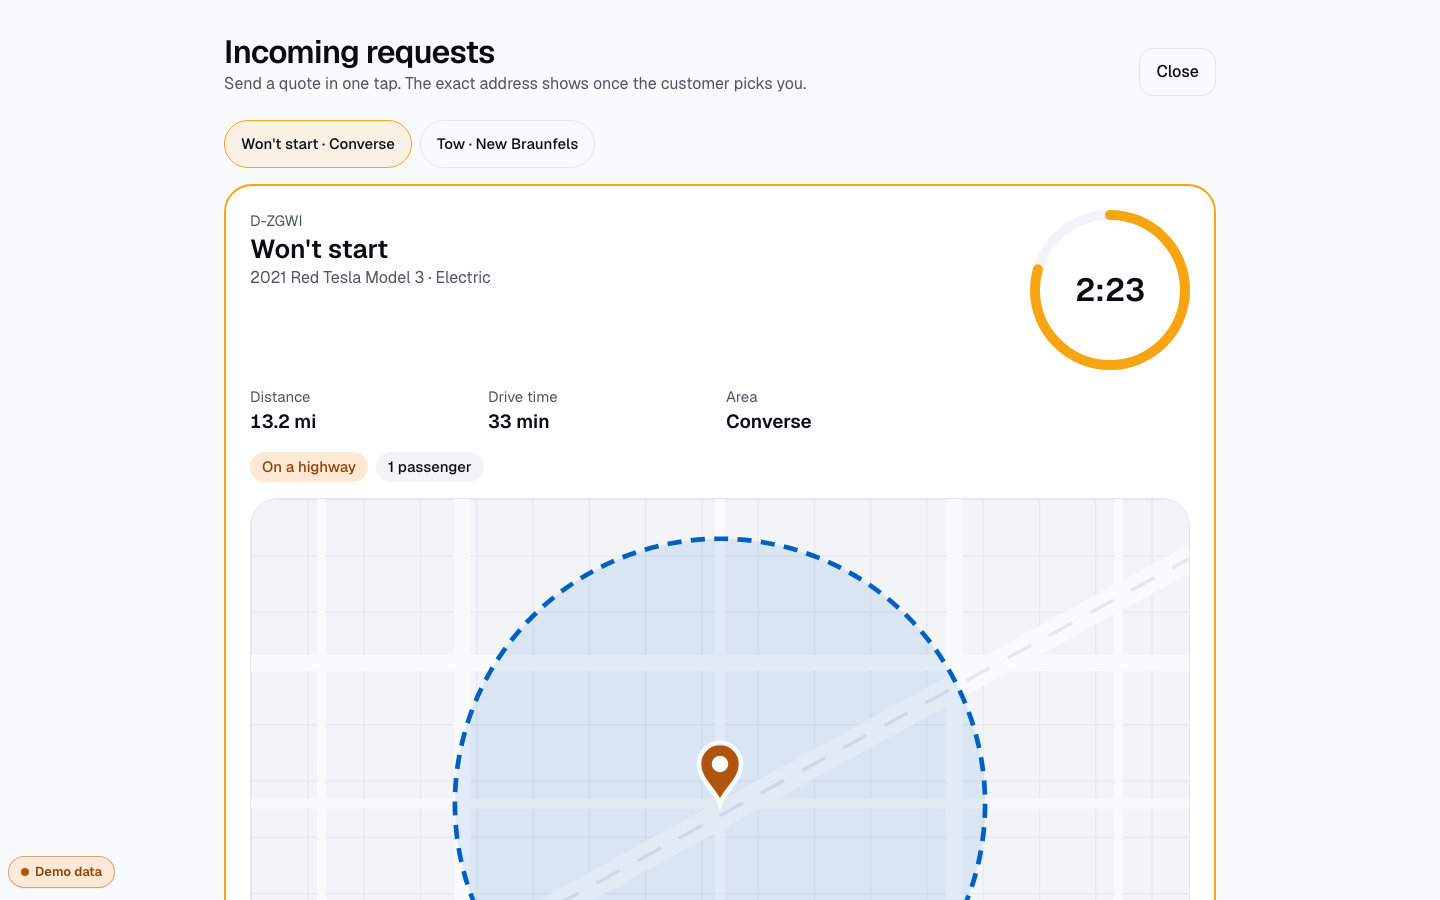 Incoming requests
Send a quote in one tap. The exact address shows once the customer picks you.
Close
Won't start · Converse
Tow · New Braunfels
D-ZGWI
Won't start
2021 Red Tesla Model 3 · Electric
2:23
Distance
13.2 mi
Drive time
33 min
Area
Converse
On a highway
1 passenger
Demo data